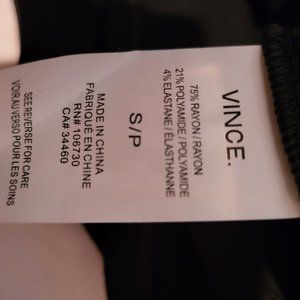 VINCE.
75% RAYON / RAYON
21% POLYAMIDE / POLYAMIDE
4% ELASTANE / ÉLASTHANNE
S/P
MADE IN CHINA
FABRIQUÉ EN CHINE
RN# 106730
CA# 34460
SEE REVERSE FOR CARE
VOIR AU VERSO POUR LES SOINS